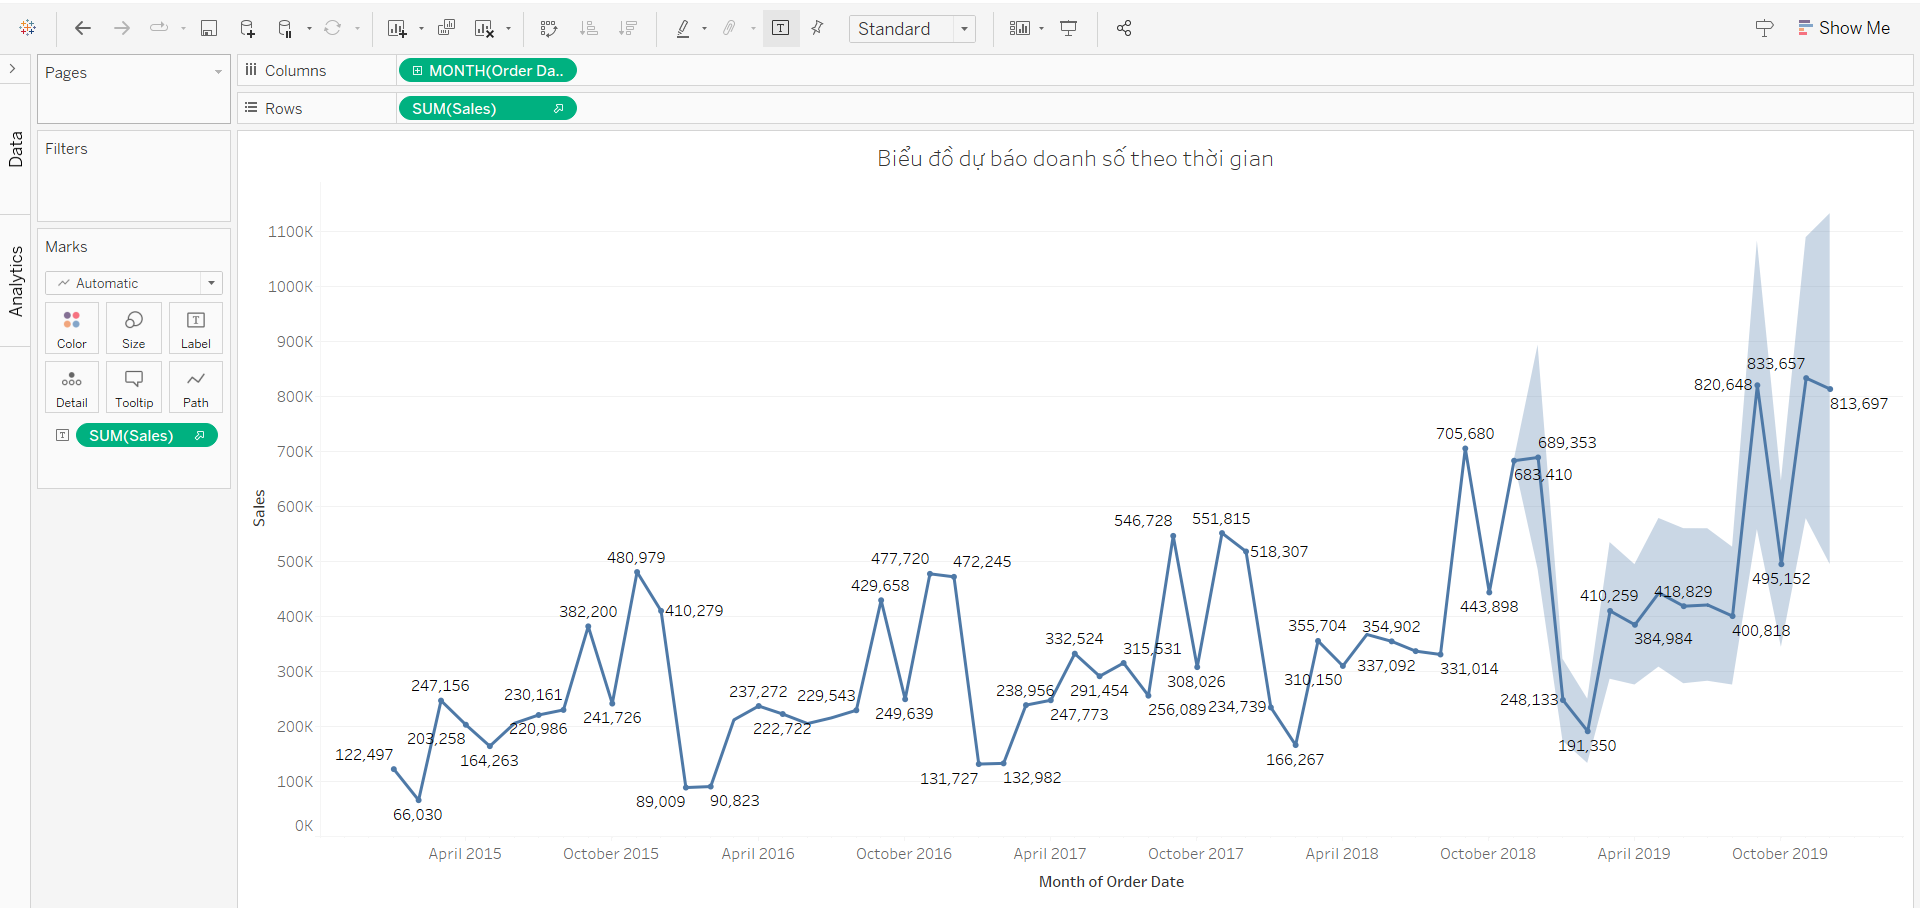 Standard
Show Me
Pages
Columns
MONTH(Order Da..
Rows
SUM(Sales)
Data
Analytics
Filters
Marks
Automatic
Color
Size
Label
Detail
Tooltip
Path
SUM(Sales)
Biểu đồ dự báo doanh số theo thời gian
Sales
1100K
1000K
900K
800K
700K
600K
500K
400K
300K
200K
100K
0K
122,497
66,030
247,156
203,258
164,263
220,986
230,161
382,200
241,726
480,979
410,279
89,009
90,823
237,272
222,722
229,543
429,658
249,639
477,720
472,245
131,727
132,982
238,956
247,773
332,524
291,454
315,531
256,089
546,728
308,026
551,815
518,307
234,739
166,267
355,704
310,150
354,902
337,092
331,014
705,680
443,898
683,410
689,353
248,133
191,350
410,259
384,984
418,829
400,818
820,648
495,152
833,657
813,697
April 2015
October 2015
April 2016
October 2016
April 2017
October 2017
April 2018
October 2018
April 2019
October 2019
Month of Order Date